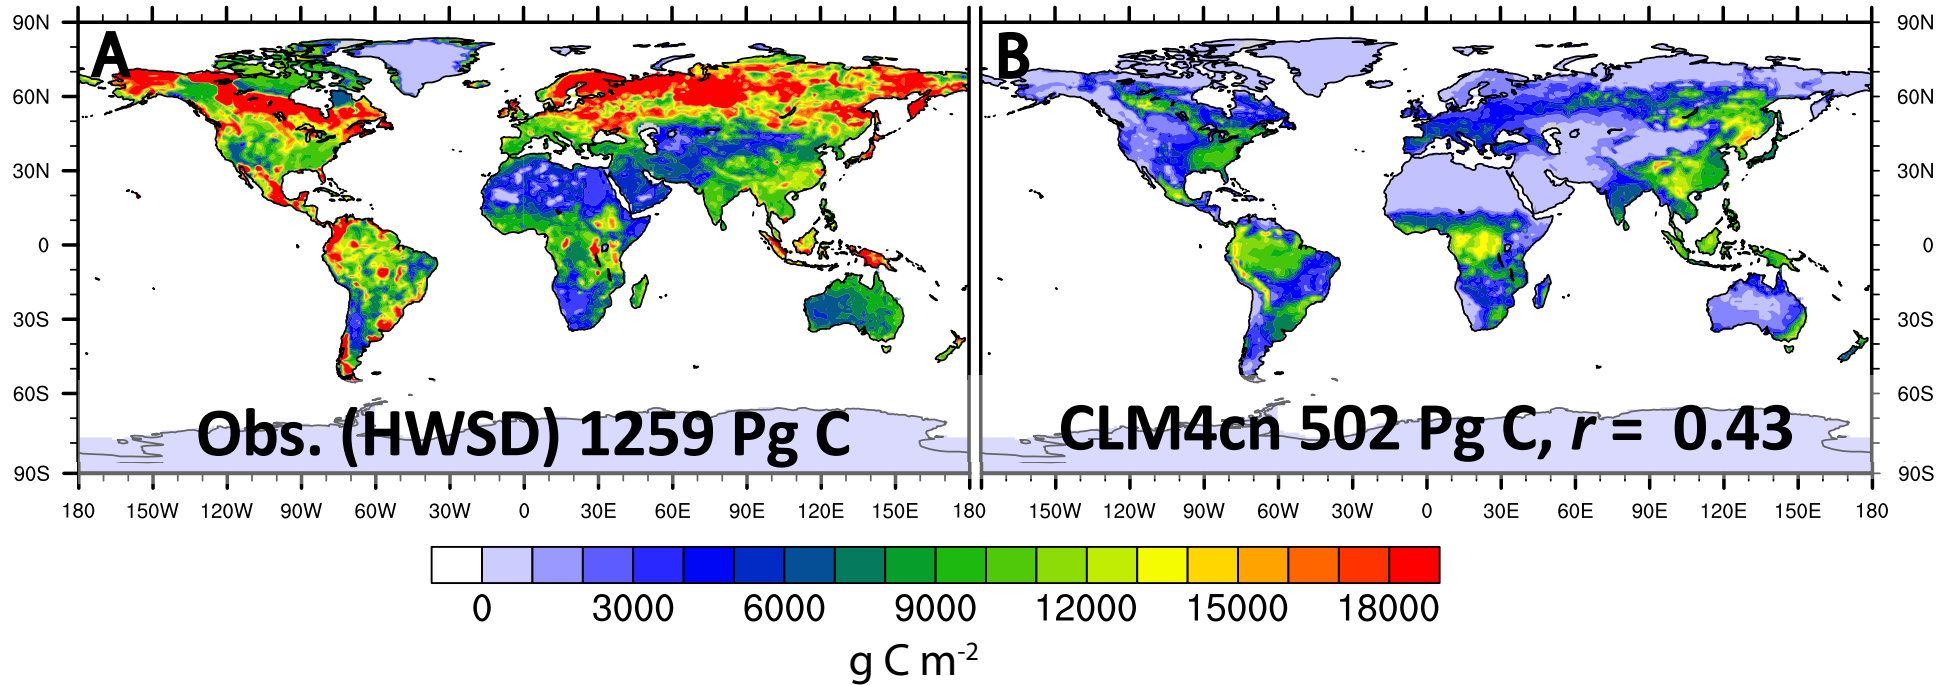 A
B
90N
60N
30N
0
30S
60S
90S
90N
60N
30N
0
30S
60S
90S
Obs. (HWSD) 1259 Pg C
CLM4cn 502 Pg C, r = 0.43
180 150W 120W 90W 60W 30W 0 30E 60E 90E 120E 150E 180
150W 120W 90W 60W 30W 0 30E 60E 90E 120E 150E 180
0 3000 6000 9000 12000 15000 18000
g C m-2